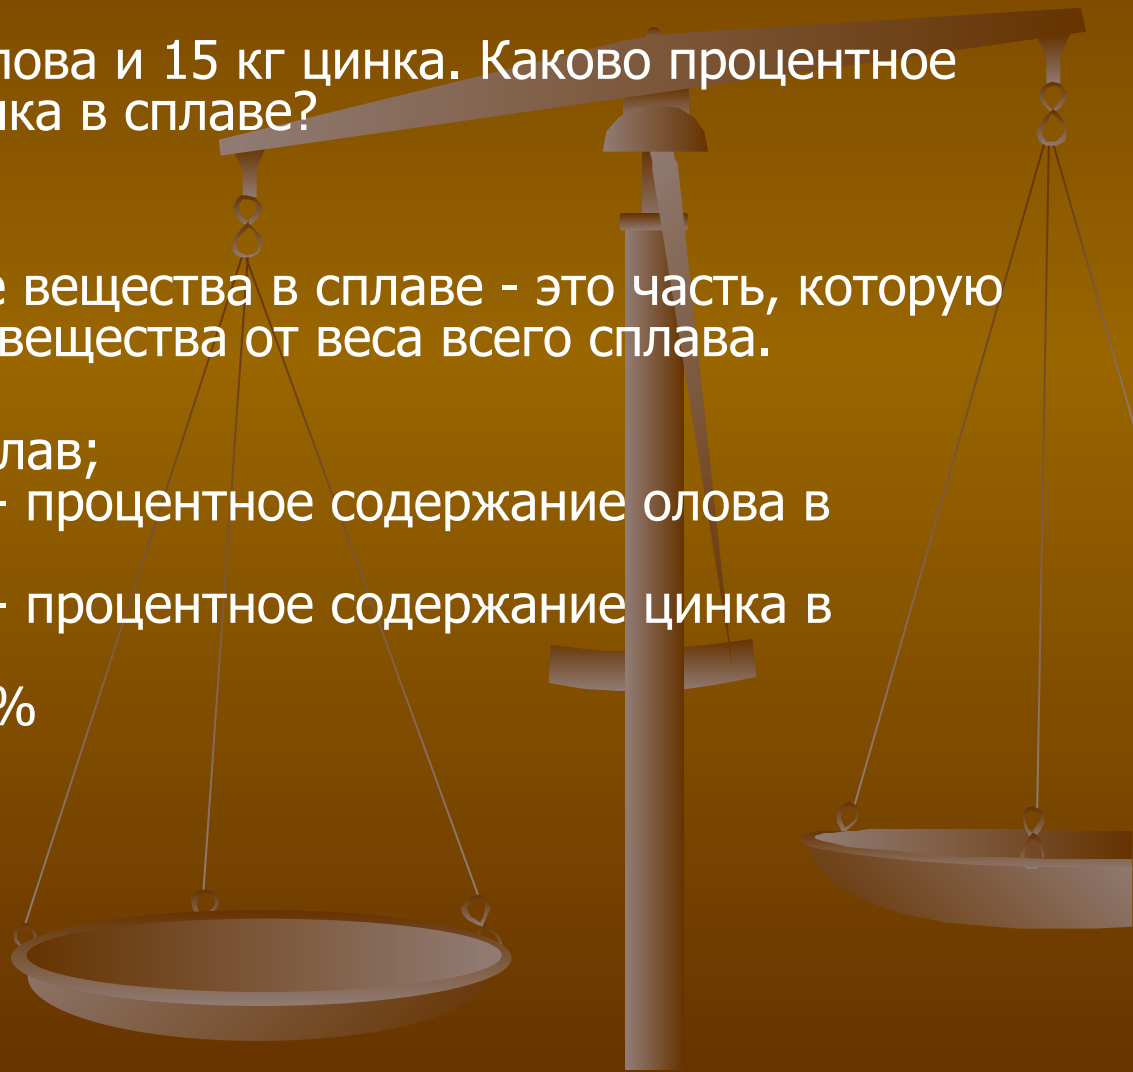 лова и 15 кг цинка. Каково процентное
нка в сплаве?
е вещества в сплаве - это часть, которую
вещества от веса всего сплава.
лав;
- процентное содержание олова в
- процентное содержание цинка в
%